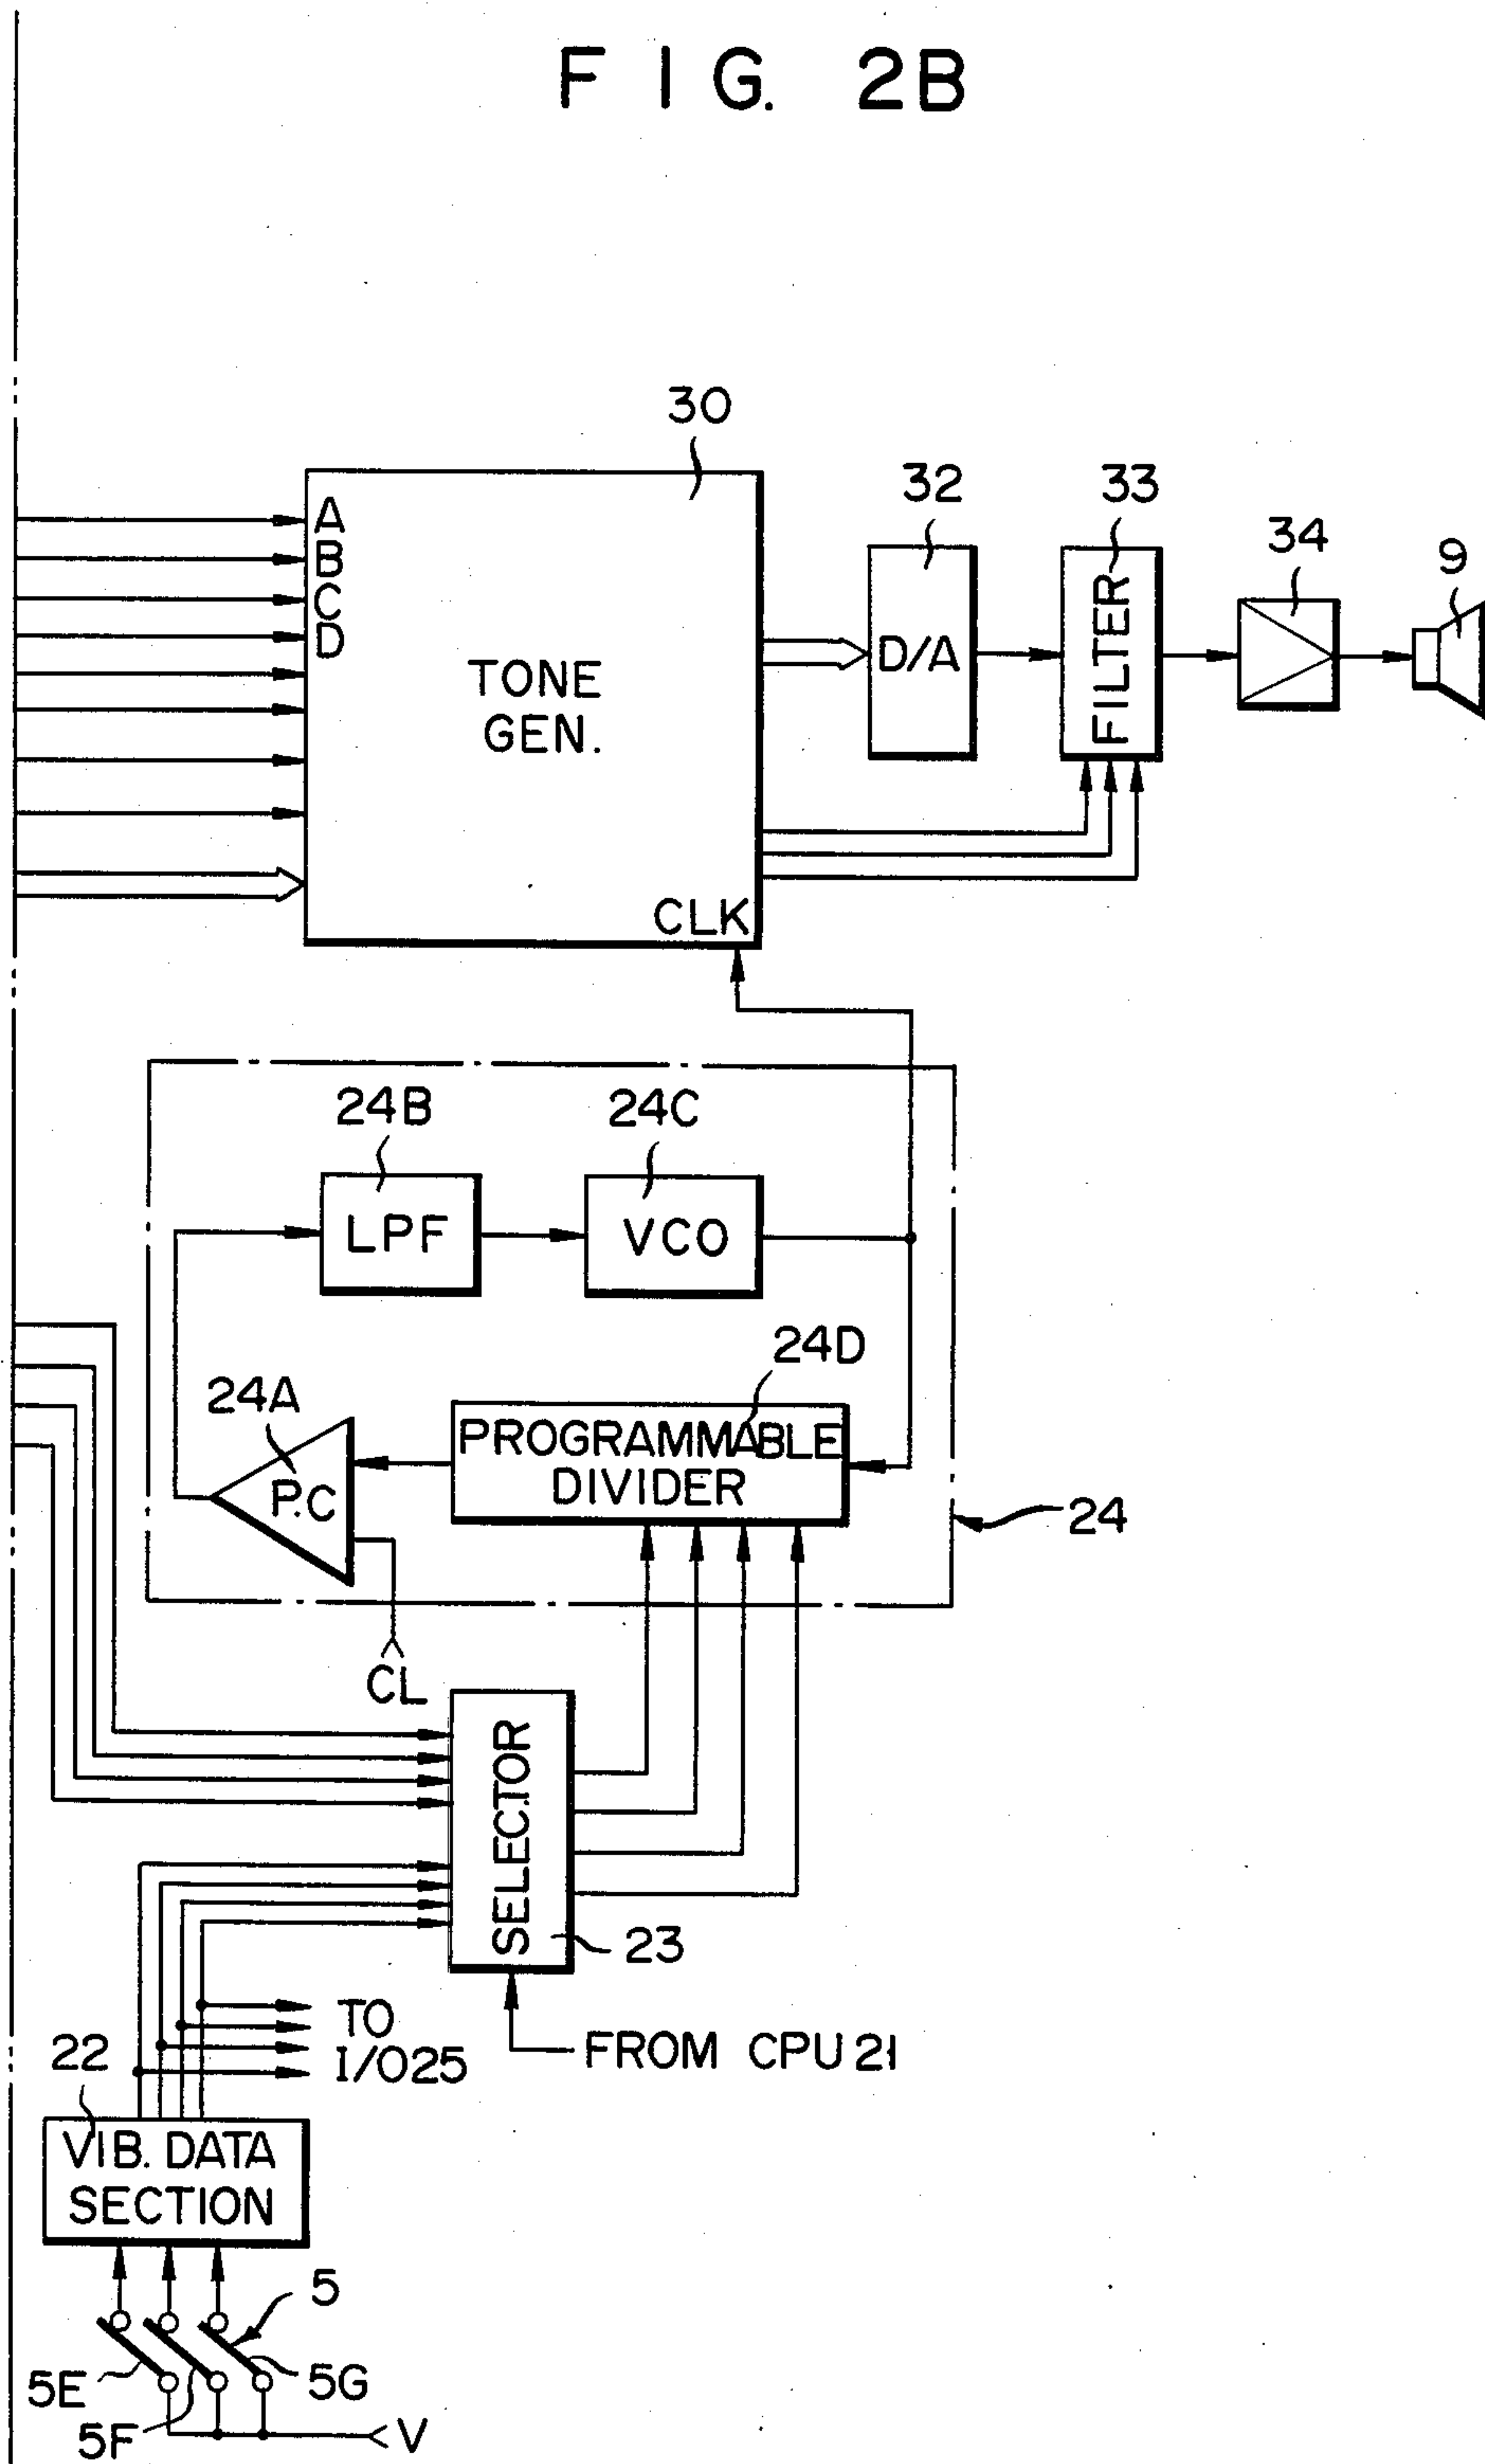 FIG. 2B
30
32
33
34
9
A
B
C
D
TONE
GEN.
D/A
FILTER
CLK
24B
24C
LPF
VCO
24D
24A
P.C
PROGRAMMABLE
DIVIDER
24
CL
SELECTOR
23
TO
I/O25
FROM CPU 21
22
VIB. DATA
SECTION
5
5E
5F
5G
V